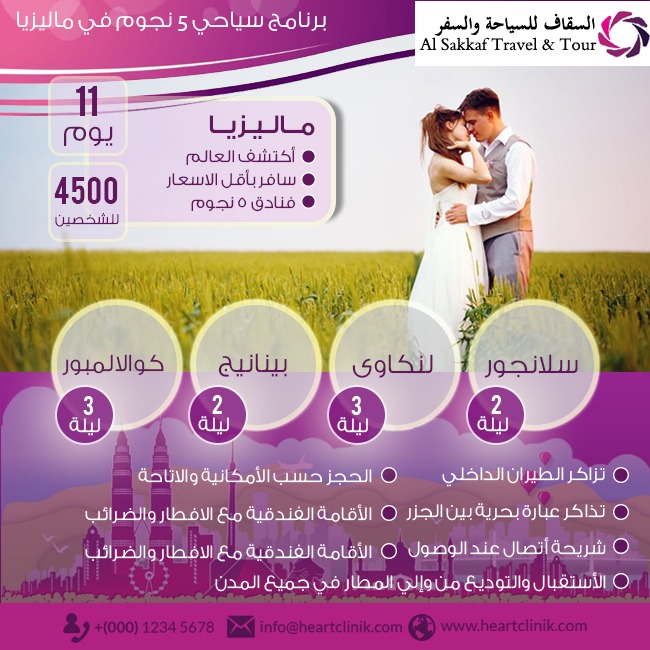 برنامج سياحي 5 نجوم في ماليزيا
السقاف للسياحة والسفر
Al Sakkaf Travel & Tour
11
يوم
4500
للشخصين
ماليزيا
أكتشف العالم
سافر بأقل الاسعار
فنادق ٥ نجوم
سلانجور
2
ليلة
لنكاوى
3
ليلة
بينانيج
2
ليلة
كوالالمبور
3
ليلة
تزاكر الطيران الداخلي
تذاكر عبارة بحرية بين الجزر
شريحة أتصال عند الوصول
الأستقبال والتوديع من وإلي المطار في جميع المدن
الحجز حسب الأمكانية والاتاحة
الأقامة الفندقية مع الافطار والضرائب
الأقامة الفندقية مع الافطار والضرائب
+(000) 1234 5678
info@heartclinik.com
www.heartclinik.com